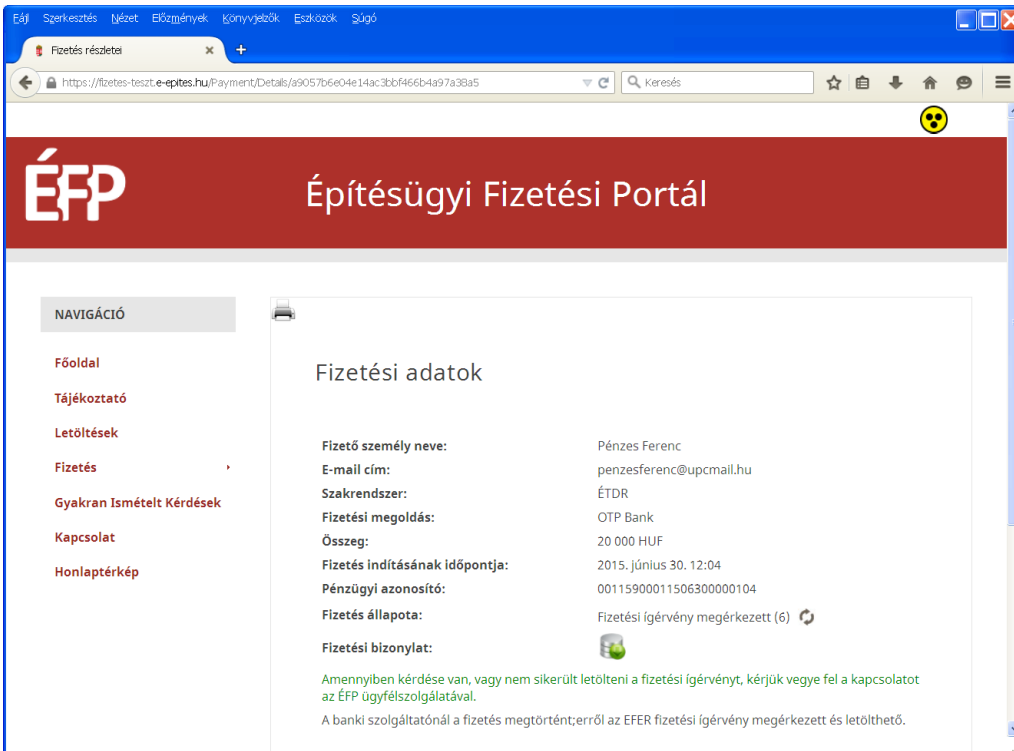 Fájl Szerkesztés Nézet Előzmények Könyvjelzők Eszközök Súgó
Fizetés részletei
https://fizetes-teszt.e-epites.hu/Payment/Details/a9057b6e04e14ac3bbf466b4a97a38a5
Keresés
ÉFP
Építésügyi Fizetési Portál
NAVIGÁCIÓ
Főoldal
Tájékoztató
Letöltések
Fizetés
Gyakran Ismételt Kérdések
Kapcsolat
Honlaptérkép
Fizetési adatok
Fizető személy neve: Pénzes Ferenc
E-mail cím: penzesferenc@upcmail.hu
Szakrendszer: ÉTDR
Fizetési megoldás: OTP Bank
Összeg: 20 000 HUF
Fizetés indításának időpontja: 2015. június 30. 12:04
Pénzügyi azonosító: 00115900011506300000104
Fizetés állapota: Fizetési ígérvény megérkezett (6)
Fizetési bizonylat:
Amennyiben kérdése van, vagy nem sikerült letölteni a fizetési ígérvényt, kérjük vegye fel a kapcsolatot
az ÉFP ügyfélszolgálatával.
A banki szolgáltatónál a fizetés megtörtént;erről az EFER fizetési ígérvény megérkezett és letölthető.